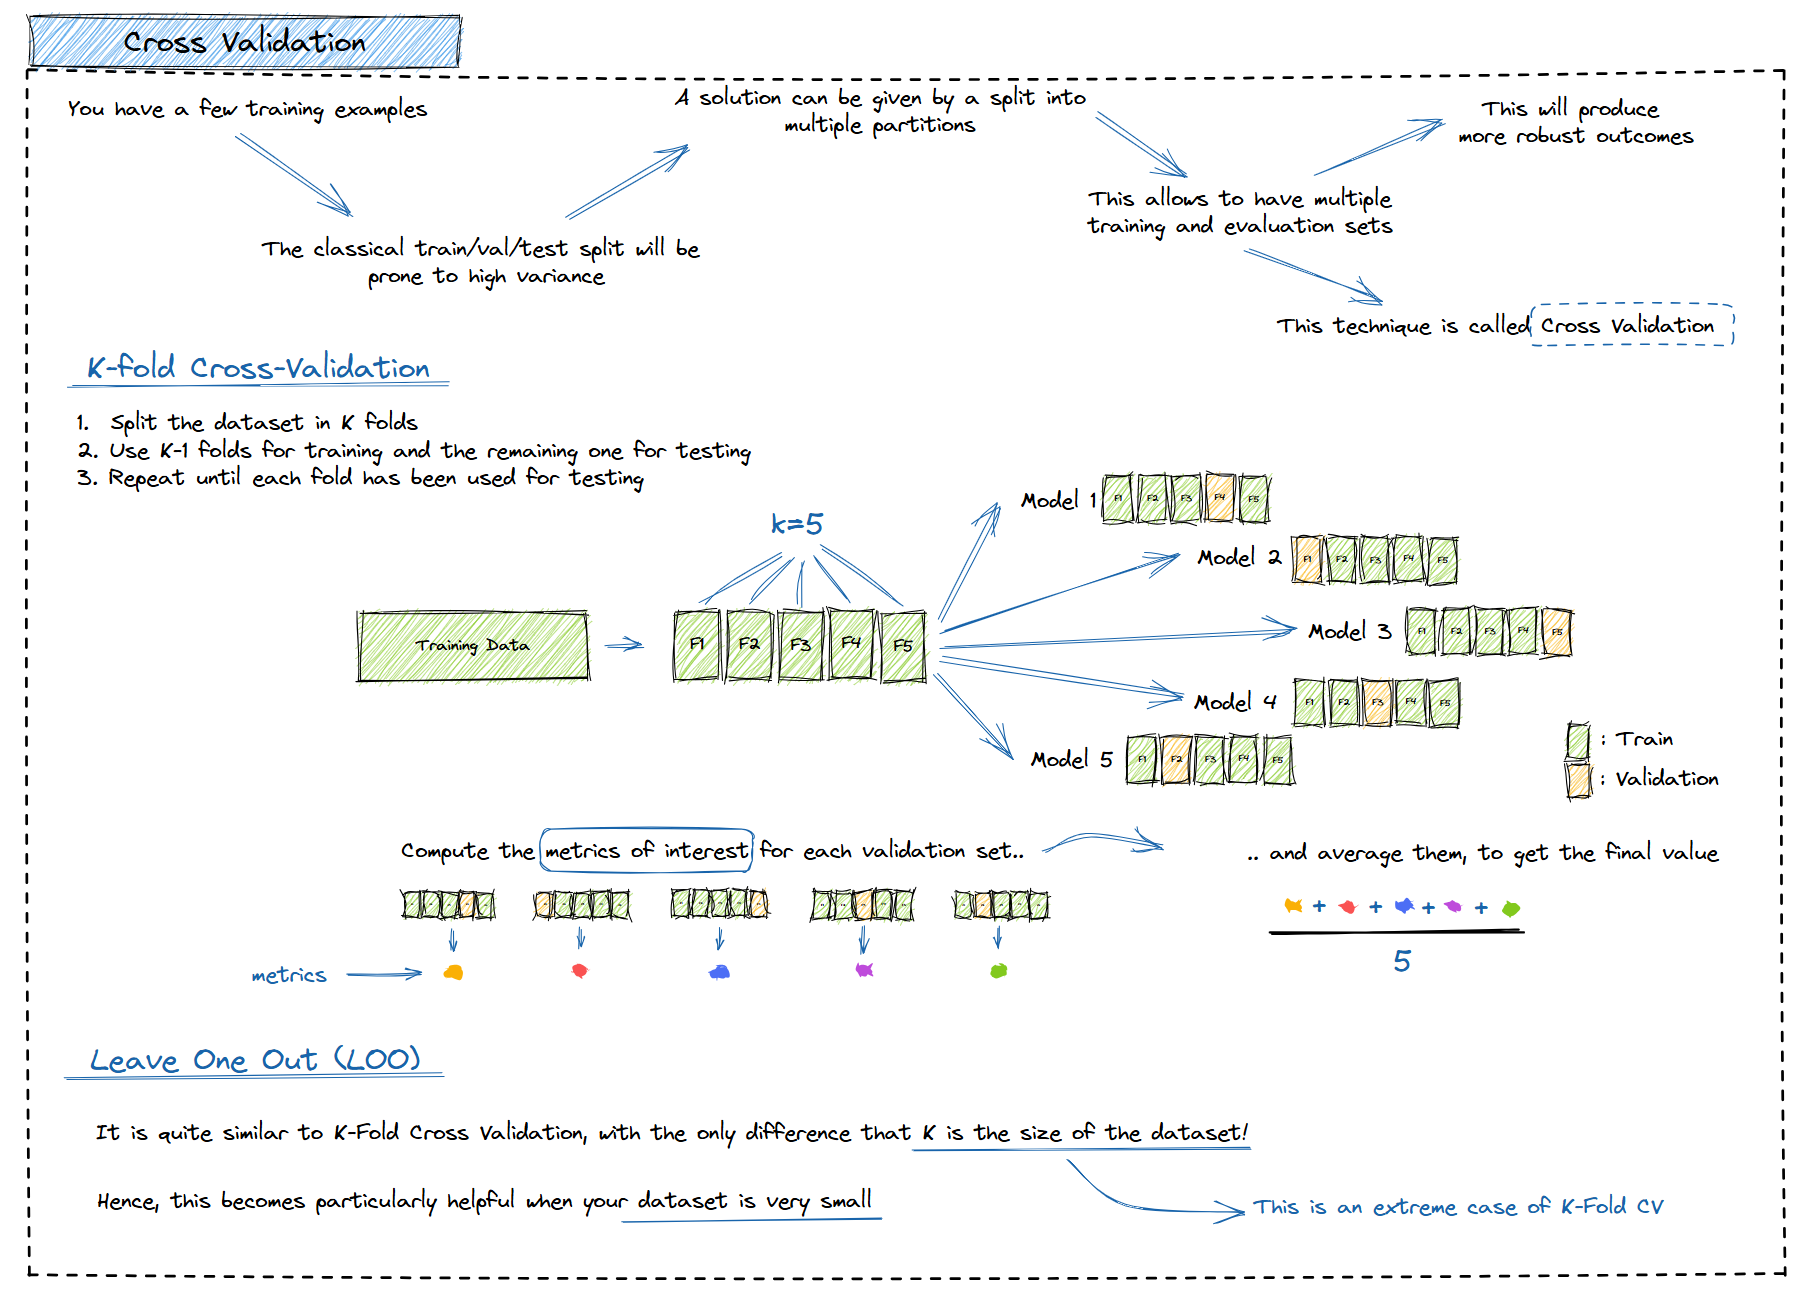 Cross Validation
You have a few training examples
The classical train/val/test split will be
prone to high variance
A solution can be given by a split into
multiple partitions
This allows to have multiple
training and evaluation sets
This will produce
more robust outcomes
This technique is called Cross Validation
K-fold Cross-Validation
1. Split the dataset in K folds
2. Use K-1 folds for training and the remaining one for testing
3. Repeat until each fold has been used for testing
k=5
Training Data
F1 F2 F3 F4 F5
Model 1 F1 F2 F3 F4 F5
Model 2 F1 F2 F3 F4 F5
Model 3 F1 F2 F3 F4 F5
Model 4 F1 F2 F3 F4 F5
Model 5 F1 F2 F3 F4 F5
: Train
: Validation
Compute the metrics of interest for each validation set..
.. and average them, to get the final value
+ + + +
5
metrics
Leave One Out (LOO)
It is quite similar to K-Fold Cross Validation, with the only difference that K is the size of the dataset!
Hence, this becomes particularly helpful when your dataset is very small
This is an extreme case of K-Fold CV